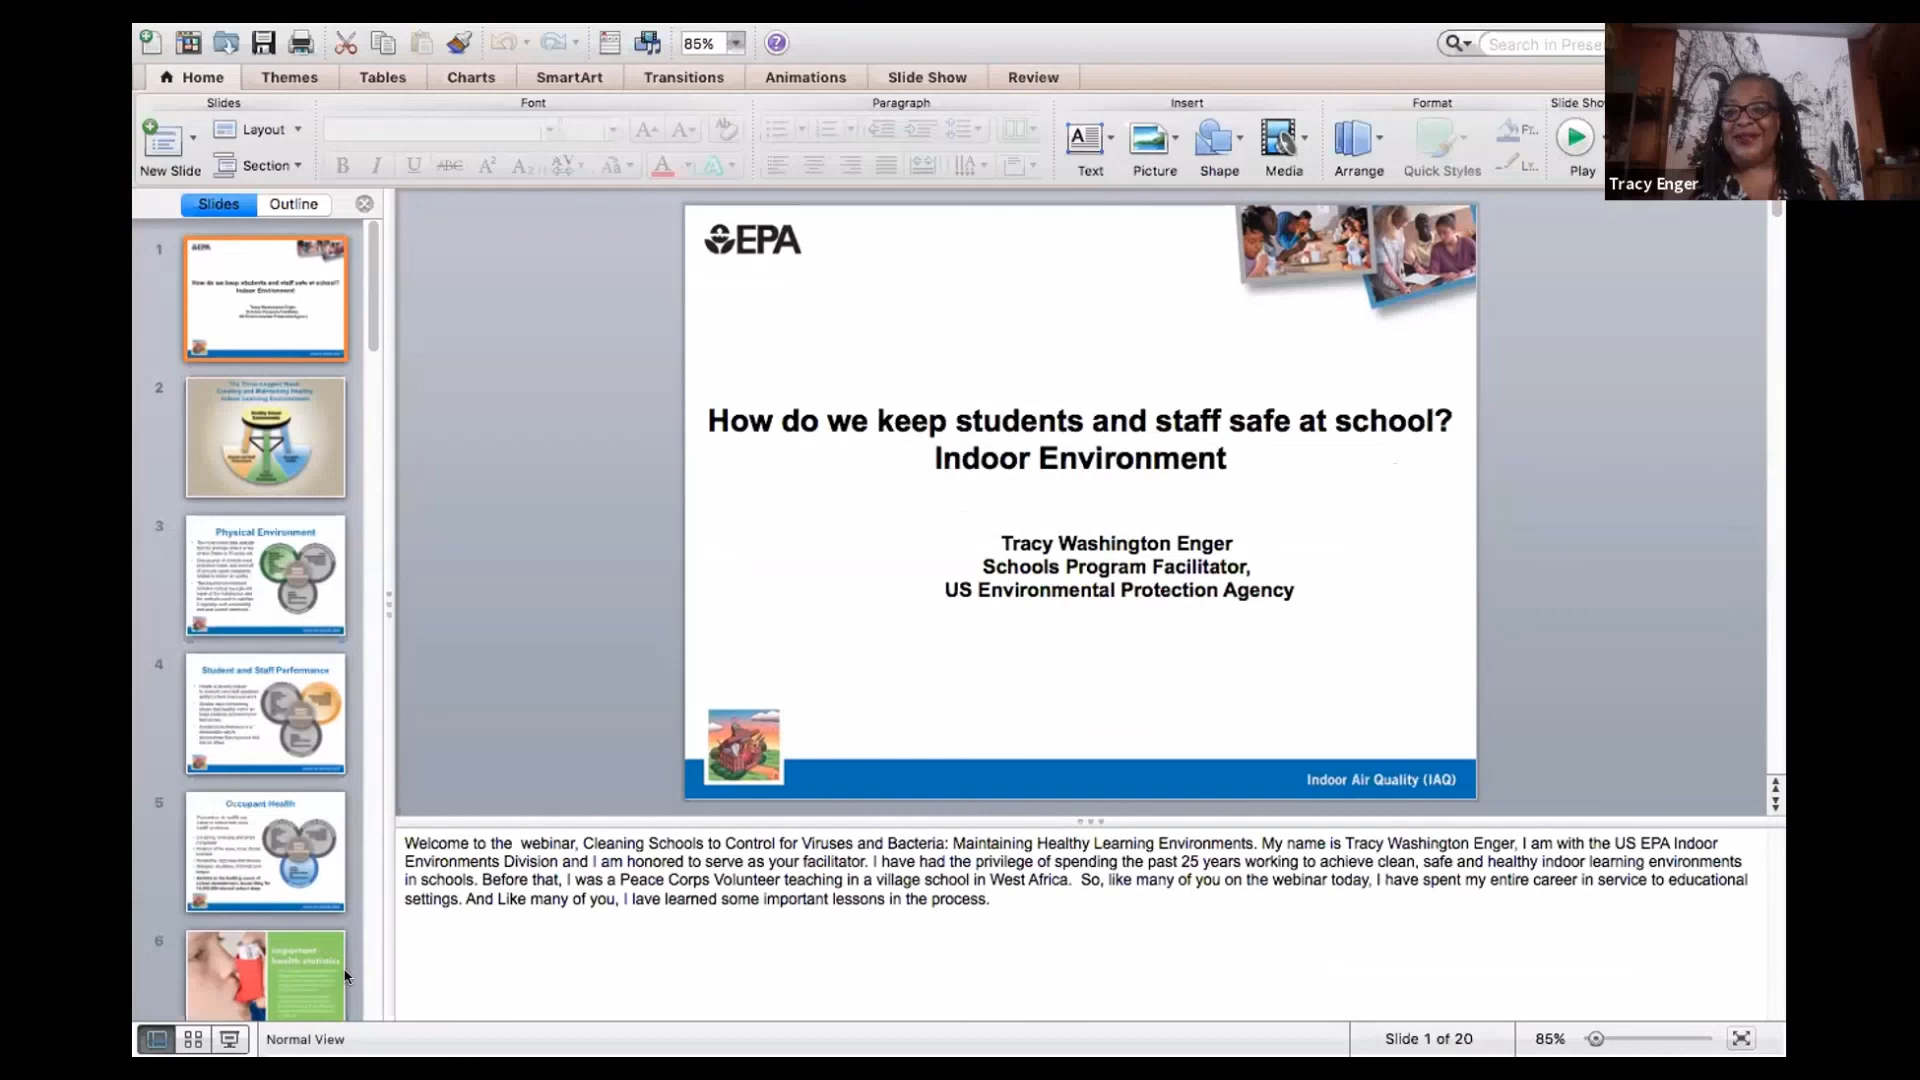 85%
Search in Prese
Home
Themes
Tables
Charts
SmartArt
Transitions
Animations
Slide Show
Review
Slides
Font
Paragraph
Insert
Format
Slide Sho
New Slide
Layout
Section
Text
Picture
Shape
Media
Arrange
Quick Styles
Play
Tracy Enger
Slides
Outline
1
2
3
Physical Environment
4
Student and Staff Performance
5
Occupant Health
6
Important
health statistics
EPA
How do we keep students and staff safe at school?
Indoor Environment
Tracy Washington Enger
Schools Program Facilitator,
US Environmental Protection Agency
Indoor Air Quality (IAQ)
Welcome to the webinar, Cleaning Schools to Control for Viruses and Bacteria: Maintaining Healthy Learning Environments. My name is Tracy Washington Enger, I am with the US EPA Indoor
Environments Division and I am honored to serve as your facilitator. I have had the privilege of spending the past 25 years working to achieve clean, safe and healthy indoor learning environments
in schools. Before that, I was a Peace Corps Volunteer teaching in a village school in West Africa. So, like many of you on the webinar today, I have spent my entire career in service to educational
settings. And Like many of you, I lave learned some important lessons in the process.
Normal View
Slide 1 of 20
85%